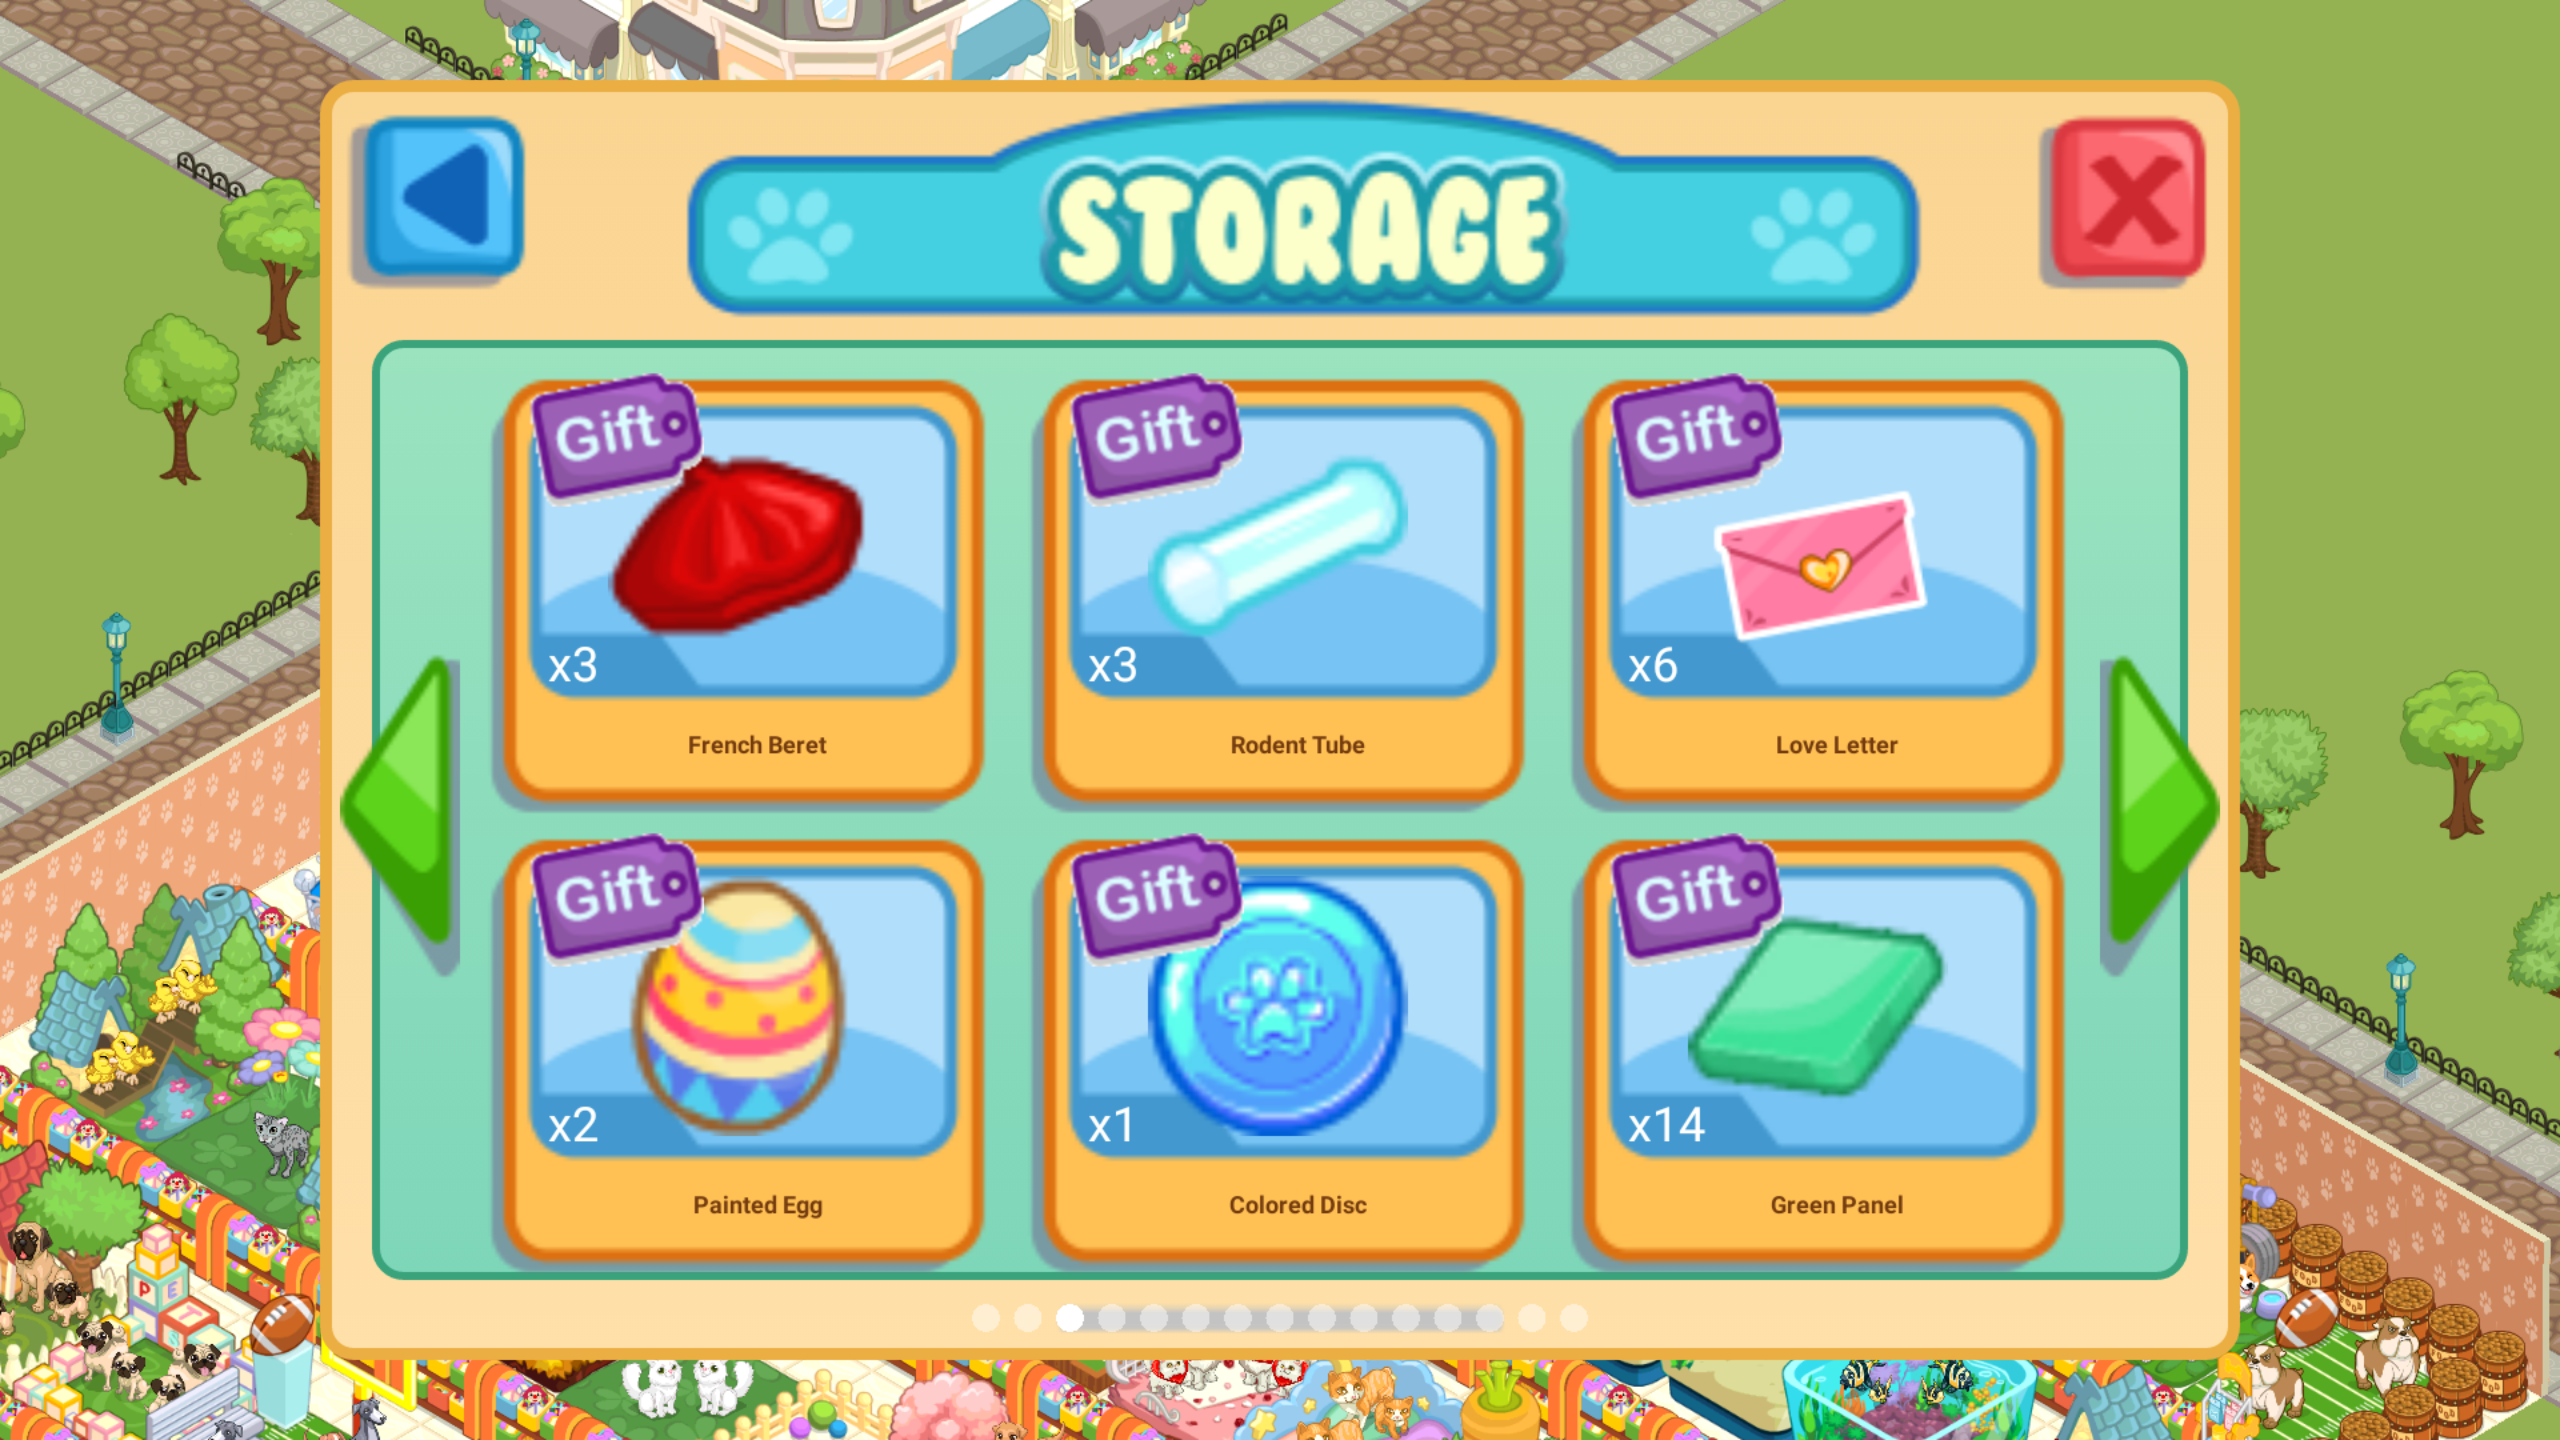 STORAGE
Gift
x3
French Beret
Gift
x3
Rodent Tube
Gift
x6
Love Letter
Gift
x2
Painted Egg
Gift
x1
Colored Disc
Gift
x14
Green Panel
P
E
T
S